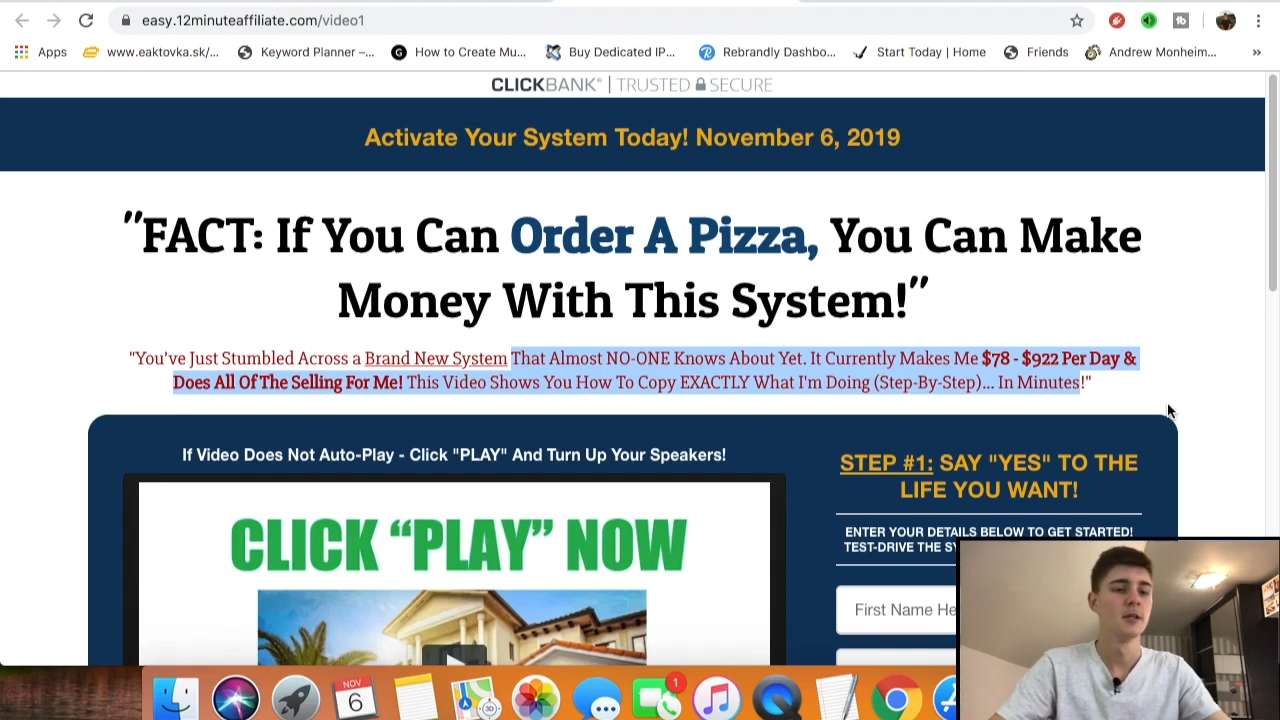 easy.12minuteaffiliate.com/video1
Apps
www.eaktovka.sk/...
Keyword Planner –...
How to Create Mu...
Buy Dedicated IP...
Rebrandly Dashbo...
Start Today | Home
Friends
Andrew Monheim...
»
CLICKBANK® | TRUSTED SECURE
Activate Your System Today! November 6, 2019
"FACT: If You Can Order A Pizza, You Can Make
Money With This System!"
"You've Just Stumbled Across a Brand New System That Almost NO-ONE Knows About Yet. It Currently Makes Me $78 - $922 Per Day &
Does All Of The Selling For Me! This Video Shows You How To Copy EXACTLY What I'm Doing (Step-By-Step)... In Minutes!"
If Video Does Not Auto-Play - Click "PLAY" And Turn Up Your Speakers!
CLICK “PLAY” NOW
STEP #1: SAY "YES" TO THE
LIFE YOU WANT!
ENTER YOUR DETAILS BELOW TO GET STARTED!
TEST-DRIVE THE
First Name
NOV
6
3D
1